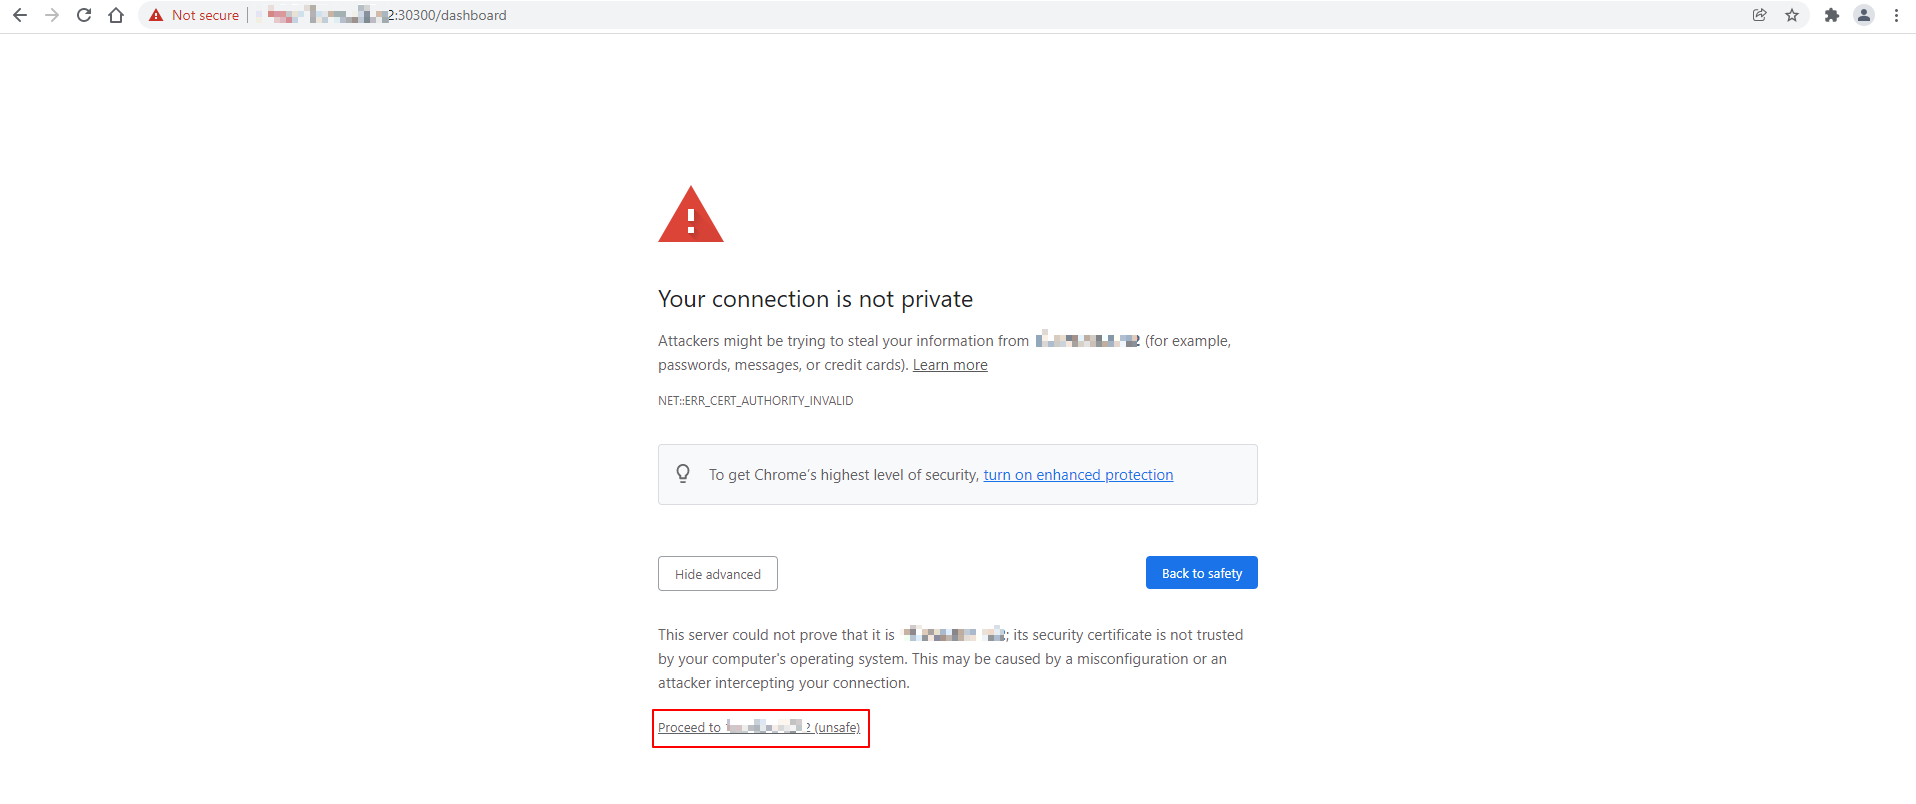 Not secure 2:30300/dashboard
Your connection is not private
Attackers might be trying to steal your information from (for example,
passwords, messages, or credit cards). Learn more
NET::ERR_CERT_AUTHORITY_INVALID
To get Chrome's highest level of security, turn on enhanced protection
Hide advanced
Back to safety
This server could not prove that it is ; its security certificate is not trusted
by your computer's operating system. This may be caused by a misconfiguration or an
attacker intercepting your connection.
Proceed to 2 (unsafe)